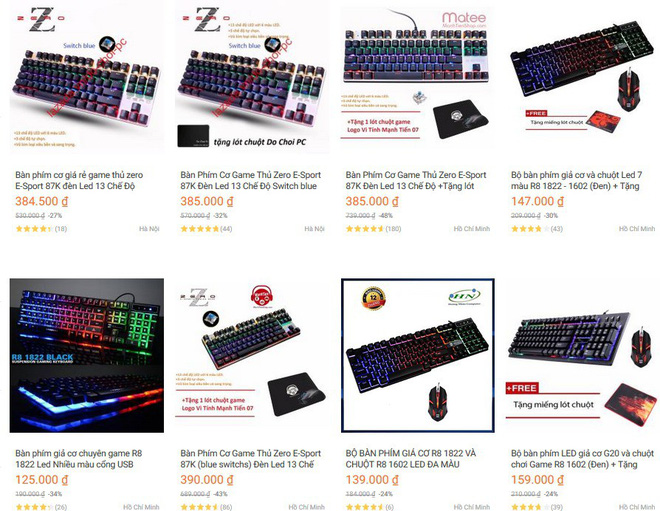 ZERO
Switch blue
Bàn phím cơ giá rẻ game thủ zero
E-Sport 87K đèn Led 13 Chế Độ
384.500 ₫
530.000 ₫ -27%
(18) Hà Nội
ZERO
Switch blue
tặng lót chuột Do Choi PC
Bàn Phím Cơ Game Thủ Zero E-Sport
87K Đèn Led 13 Chế Độ Switch blue
385.000 ₫
570.000 ₫ -32%
(44) Hà Nội
matee
+Tặng 1 lót chuột game
Logo Vi Tính Mạnh Tiến 07
Bàn Phím Cơ Game Thủ Zero E-Sport
87K Đèn Led 13 Chế Độ +Tặng lót
385.000 ₫
739.000 ₫ -48%
(180) Hồ Chí Minh
+FREE
Tặng miếng lót chuột
Bộ bàn phím giả cơ và chuột Led 7
màu R8 1822 - 1602 (Đen) + Tặng
147.000 ₫
209.000 ₫ -30%
(43) Hồ Chí Minh
R8 1822 BLACK
SUSPENSION GAMING KEYBOARD
Bàn phím giả cơ chuyên game R8
1822 Led Nhiều màu cổng USB
125.000 ₫
190.000 ₫ -34%
(26) Hồ Chí Minh
ZERO
+Tặng 1 lót chuột game
Logo Vi Tính Mạnh Tiến 07
Bàn Phím Cơ Game Thủ Zero E-Sport
87K (blue switchs) Đèn Led 13 Chế
390.000 ₫
689.000 ₫ -43%
(86) Hồ Chí Minh
12
BỘ BÀN PHÍM GIẢ CƠ R8 1822 VÀ
CHUỘT R8 1602 LED ĐA MÀU
139.000 ₫
184.000 ₫ -24%
(6) Hồ Chí Minh
+FREE
Tặng miếng lót chuột
Bộ bàn phím LED giả cơ G20 và chuột
chơi Game R8 1602 (Đen) + Tặng
159.000 ₫
210.000 ₫ -24%
(39) Hồ Chí Minh